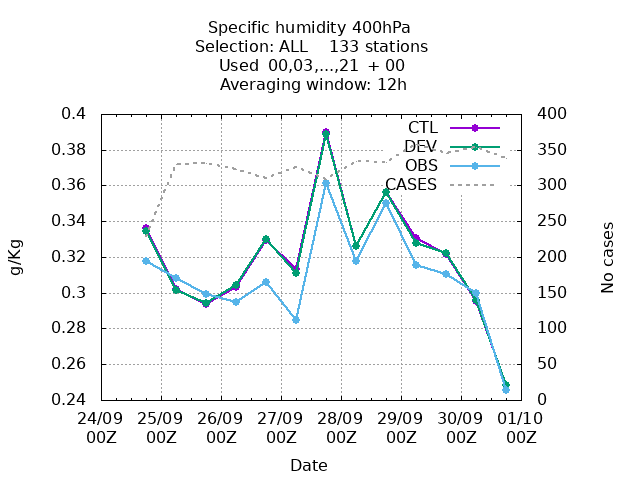 Specific humidity 400hPa
Selection: ALL    133 stations
Used  00,03,...,21  + 00
Averaging window: 12h
0.4 400
0.38 350
0.36 300
0.34 250
0.32 200
0.3 150
0.28 100
0.26 50
0.24 0
CTL
DEV
OBS
CASES
g/Kg
No cases
24/09 25/09 26/09 27/09 28/09 29/09 30/09 01/10
00Z 00Z 00Z 00Z 00Z 00Z 00Z 00Z
Date